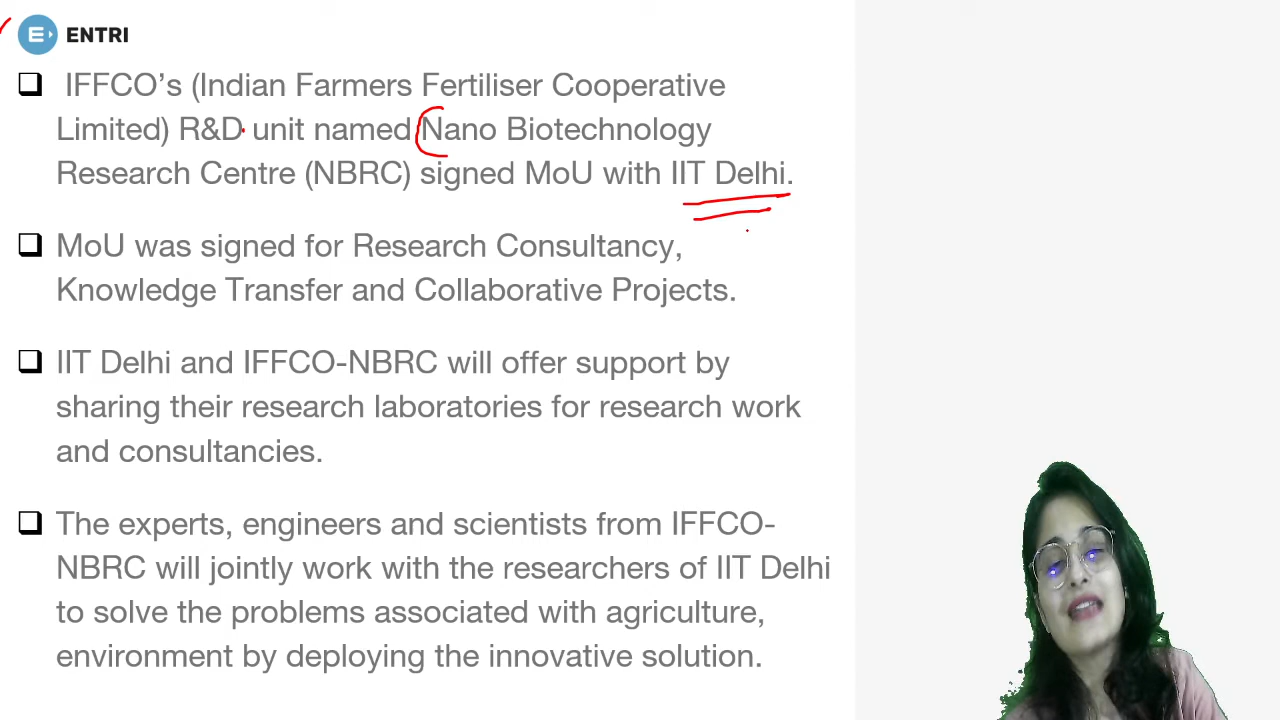 ENTRI
IFFCO’s (Indian Farmers Fertiliser Cooperative
Limited) R&D unit named Nano Biotechnology
Research Centre (NBRC) signed MoU with IIT Delhi.
MoU was signed for Research Consultancy,
Knowledge Transfer and Collaborative Projects.
IIT Delhi and IFFCO-NBRC will offer support by
sharing their research laboratories for research work
and consultancies.
The experts, engineers and scientists from IFFCO-
NBRC will jointly work with the researchers of IIT Delhi
to solve the problems associated with agriculture,
environment by deploying the innovative solution.